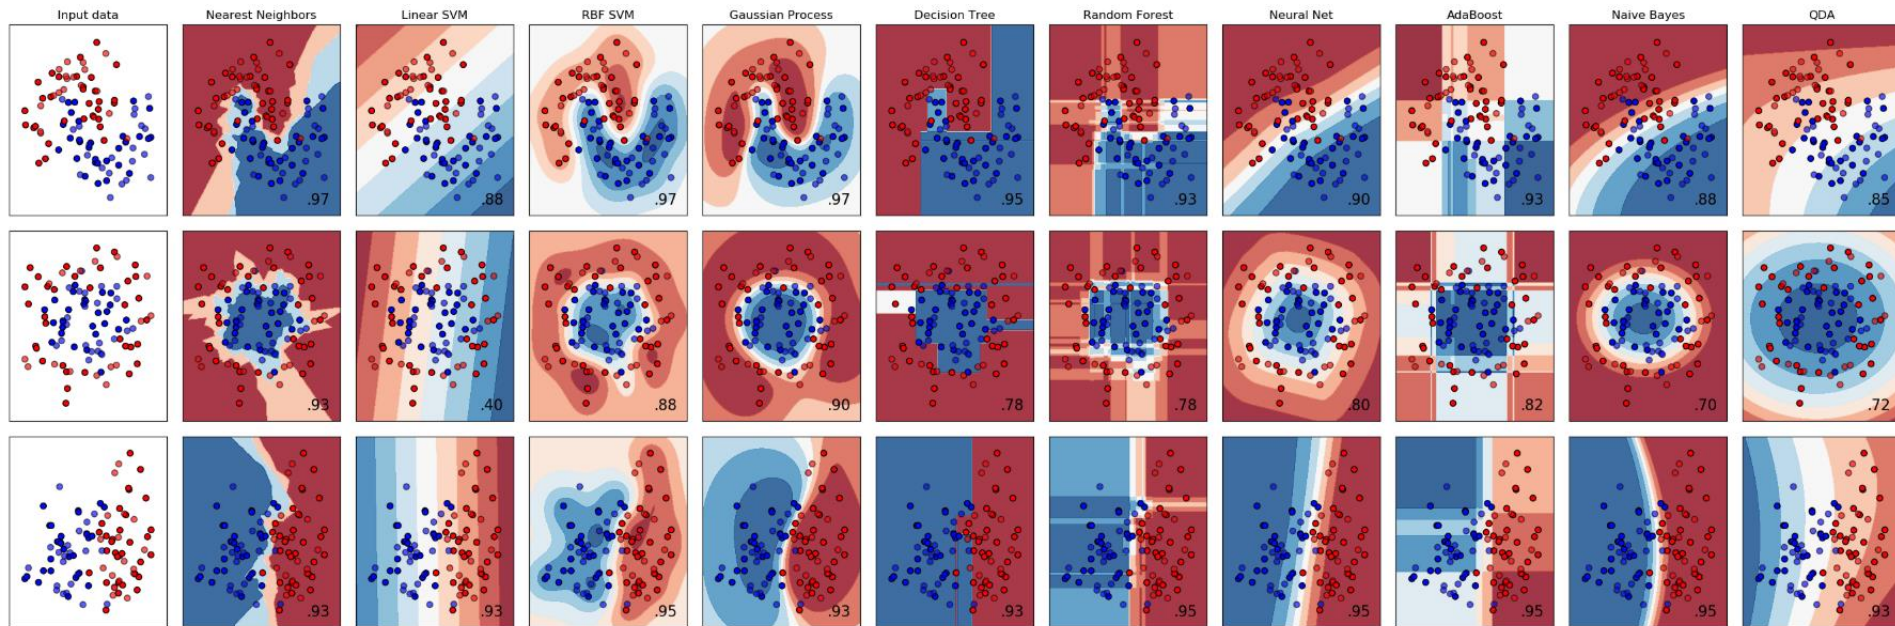 Input data Nearest Neighbors Linear SVM RBF SVM Gaussian Process Decision Tree Random Forest Neural Net AdaBoost Naive Bayes QDA
.97 .88 .97 .97 .95 .93 .90 .93 .88 .85
.93 .40 .88 .90 .78 .78 .80 .82 .70 .72
.93 .93 .95 .93 .93 .95 .95 .95 .95 .93